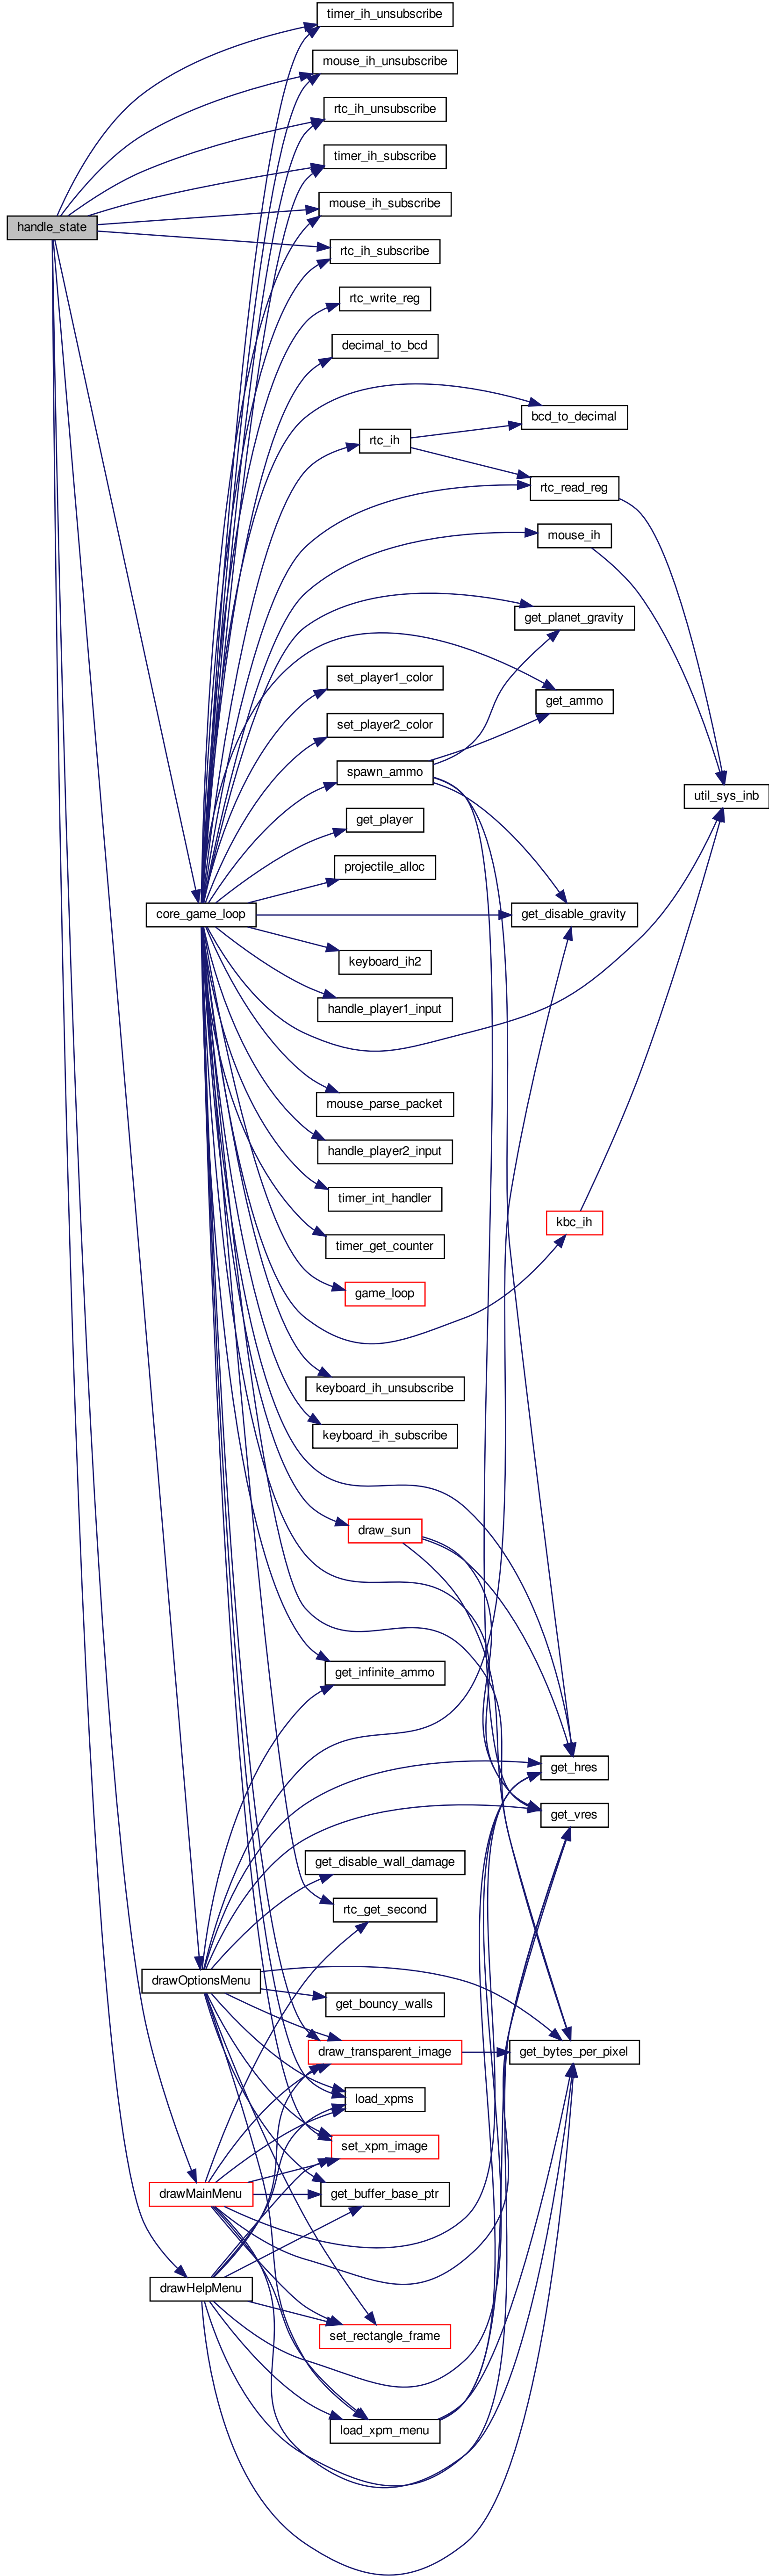 timer_ih_unsubscribe
mouse_ih_unsubscribe
rtc_ih_unsubscribe
timer_ih_subscribe
mouse_ih_subscribe
handle_state
rtc_ih_subscribe
rtc_write_reg
decimal_to_bcd
bcd_to_decimal
rtc_ih
rtc_read_reg
mouse_ih
get_planet_gravity
set_player1_color
get_ammo
set_player2_color
spawn_ammo
util_sys_inb
get_player
projectile_alloc
core_game_loop
get_disable_gravity
keyboard_ih2
handle_player1_input
mouse_parse_packet
handle_player2_input
timer_int_handler
kbc_ih
timer_get_counter
game_loop
keyboard_ih_unsubscribe
keyboard_ih_subscribe
draw_sun
get_infinite_ammo
get_hres
get_vres
get_disable_wall_damage
rtc_get_second
drawOptionsMenu
get_bouncy_walls
draw_transparent_image
get_bytes_per_pixel
load_xpms
set_xpm_image
drawMainMenu
get_buffer_base_ptr
drawHelpMenu
set_rectangle_frame
load_xpm_menu